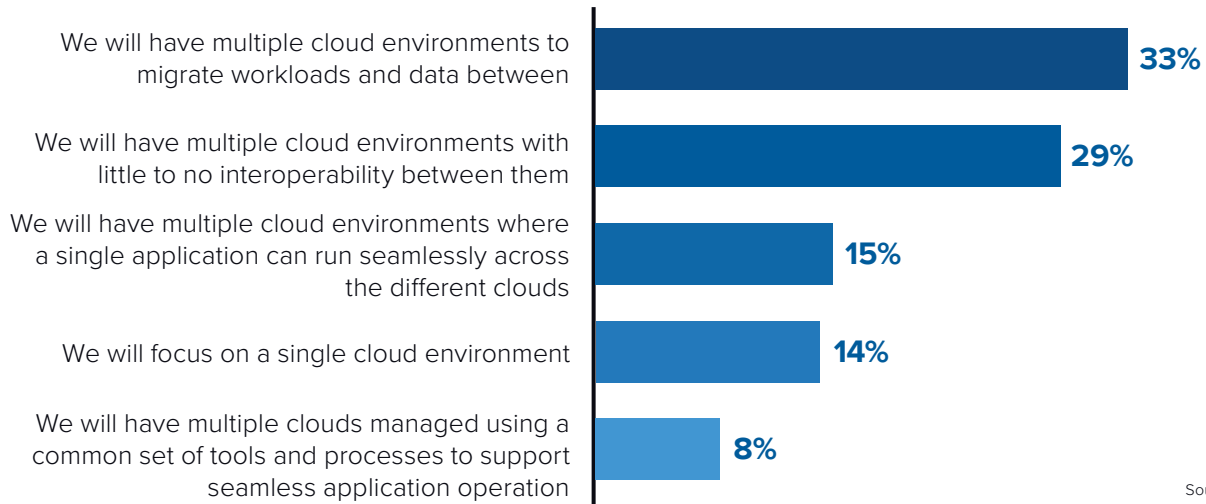 We will have multiple cloud environments to
migrate workloads and data between
33%
We will have multiple cloud environments with
little to no interoperability between them
29%
We will have multiple cloud environments where
a single application can run seamlessly across
the different clouds
15%
We will focus on a single cloud environment
14%
We will have multiple clouds managed using a
common set of tools and processes to support
seamless application operation
8%
Sou